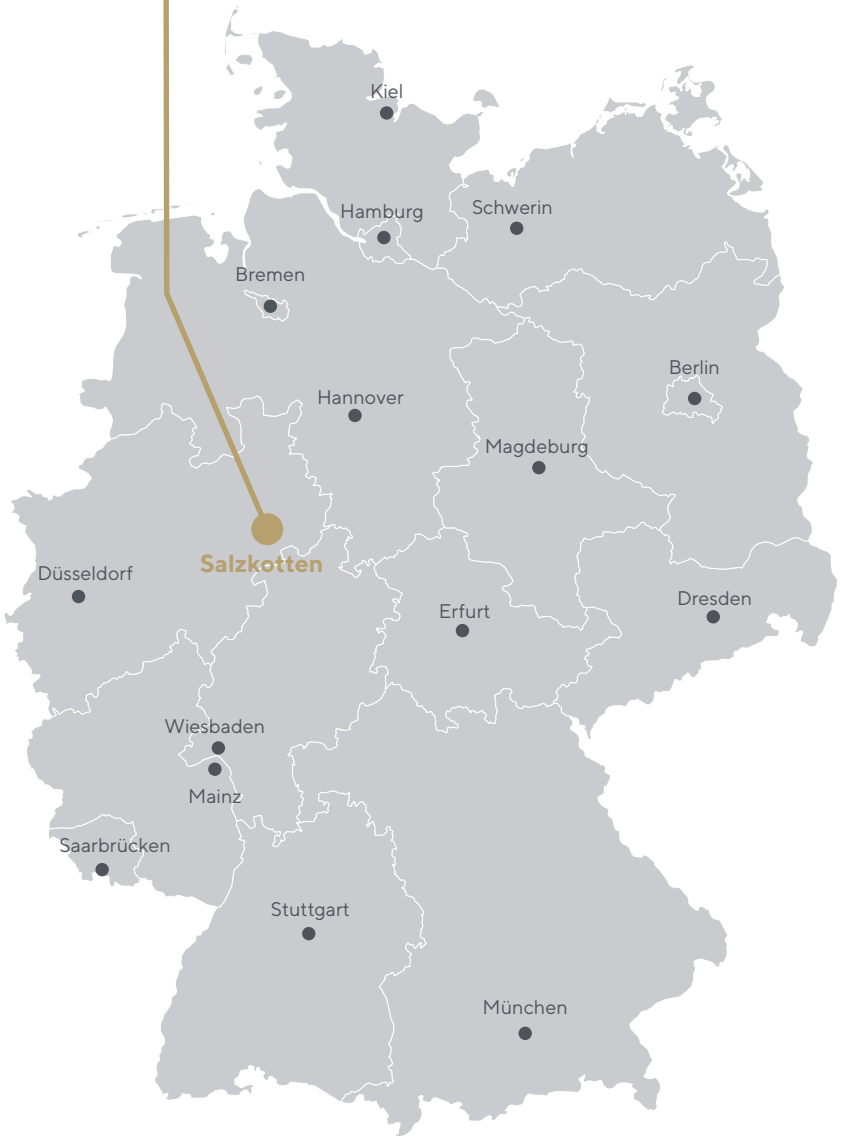 Kiel
Hamburg
Schwerin
Bremen
Berlin
Hannover
Magdeburg
Salzkotten
Düsseldorf
Erfurt
Dresden
Wiesbaden
Mainz
Saarbrücken
Stuttgart
München